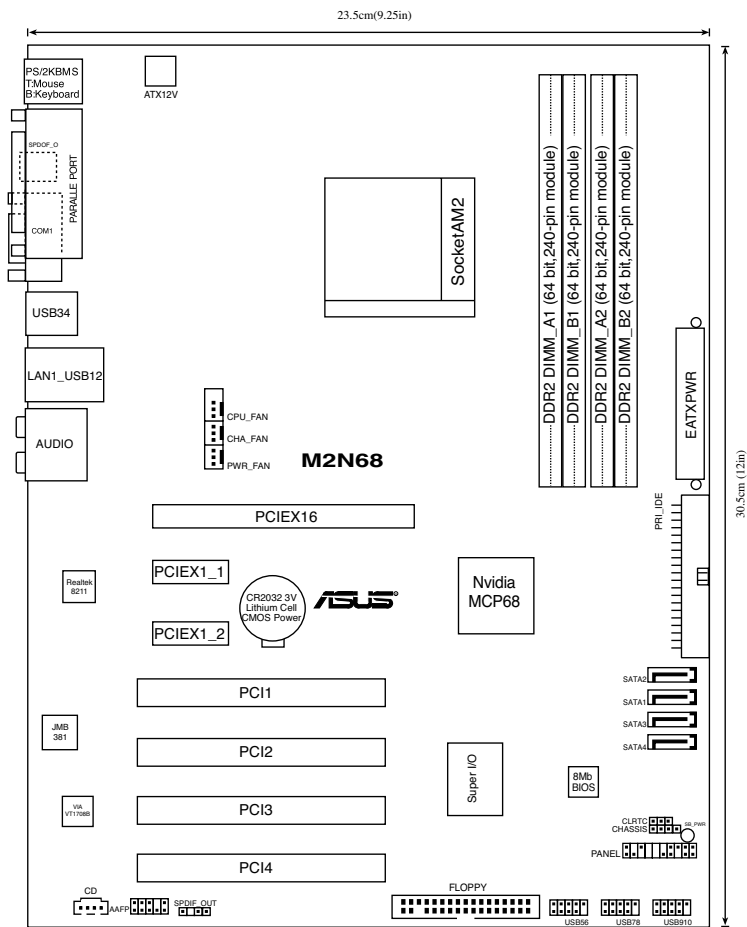 23.5cm(9.25in)
PS/2KBMS
T:Mouse
B:Keyboard
ATX12V
SPDOF_O
PARALLE PORT
COM1
SocketAM2
DDR2 DIMM_A1 (64 bit,240-pin module)
DDR2 DIMM_B1 (64 bit,240-pin module)
DDR2 DIMM_A2 (64 bit,240-pin module)
DDR2 DIMM_B2 (64 bit,240-pin module)
USB34
LAN1_USB12
EATXPWR
CPU_FAN
AUDIO
CHA_FAN
PWR_FAN
M2N68
30.5cm (12in)
PRI_IDE
PCIEX16
PCIEX1_1
Realtek
8211
CR2032 3V
Lithium Cell
CMOS Power
ASUS
Nvidia
MCP68
PCIEX1_2
SATA2
PCI1
SATA1
SATA3
JMB
381
PCI2
SATA4
Super I/O
8Mb
BIOS
VIA
VT1708B
PCI3
CLRTC
CHASSIS
SB_PWR
PANEL
PCI4
FLOPPY
CD
AAFP
SPDIF_OUT
USB56
USB78
USB910